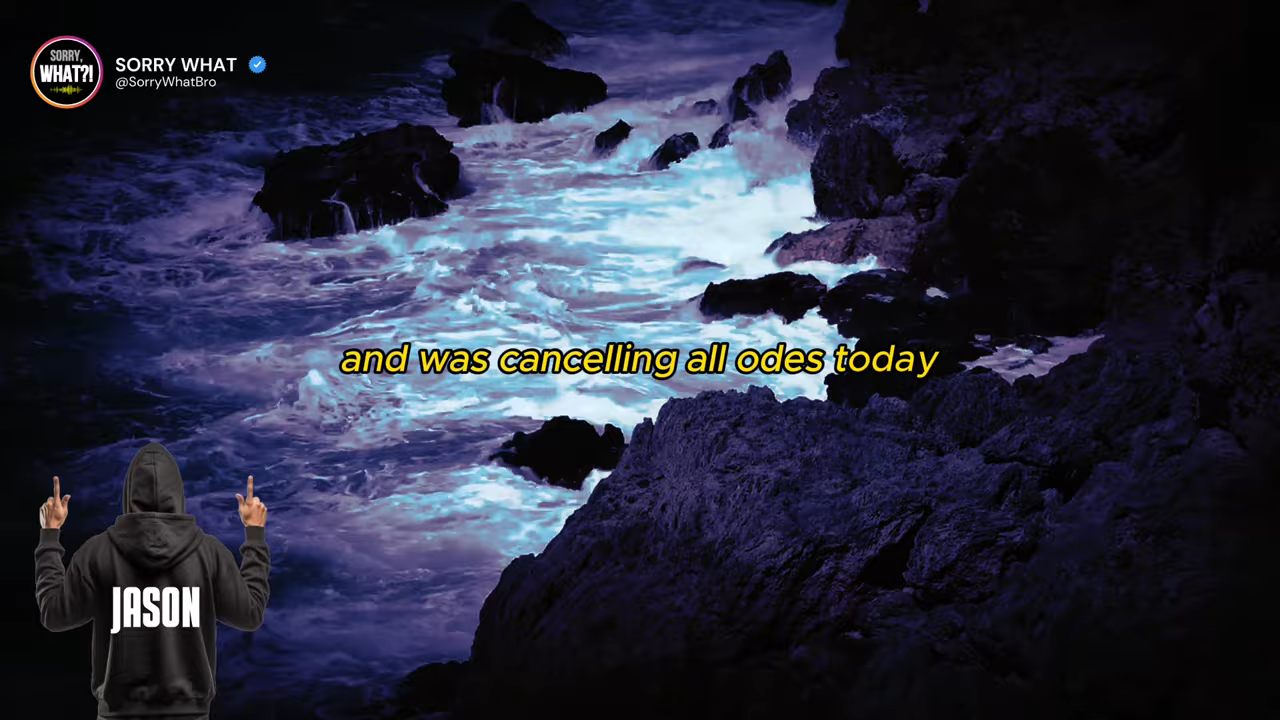 SORRY,
WHAT?!
SORRY WHAT
@SorryWhatBro
and was cancelling all odes today
JASON